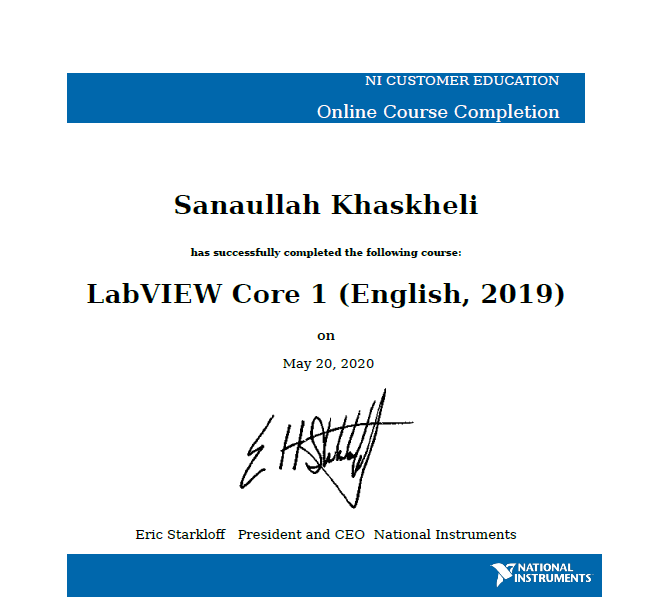 NI CUSTOMER EDUCATION
Online Course Completion
Sanaullah Khaskheli
has successfully completed the following course:
LabVIEW Core 1 (English, 2019)
on
May 20, 2020
Eric Starkloff President and CEO National Instruments
NATIONAL
INSTRUMENTS